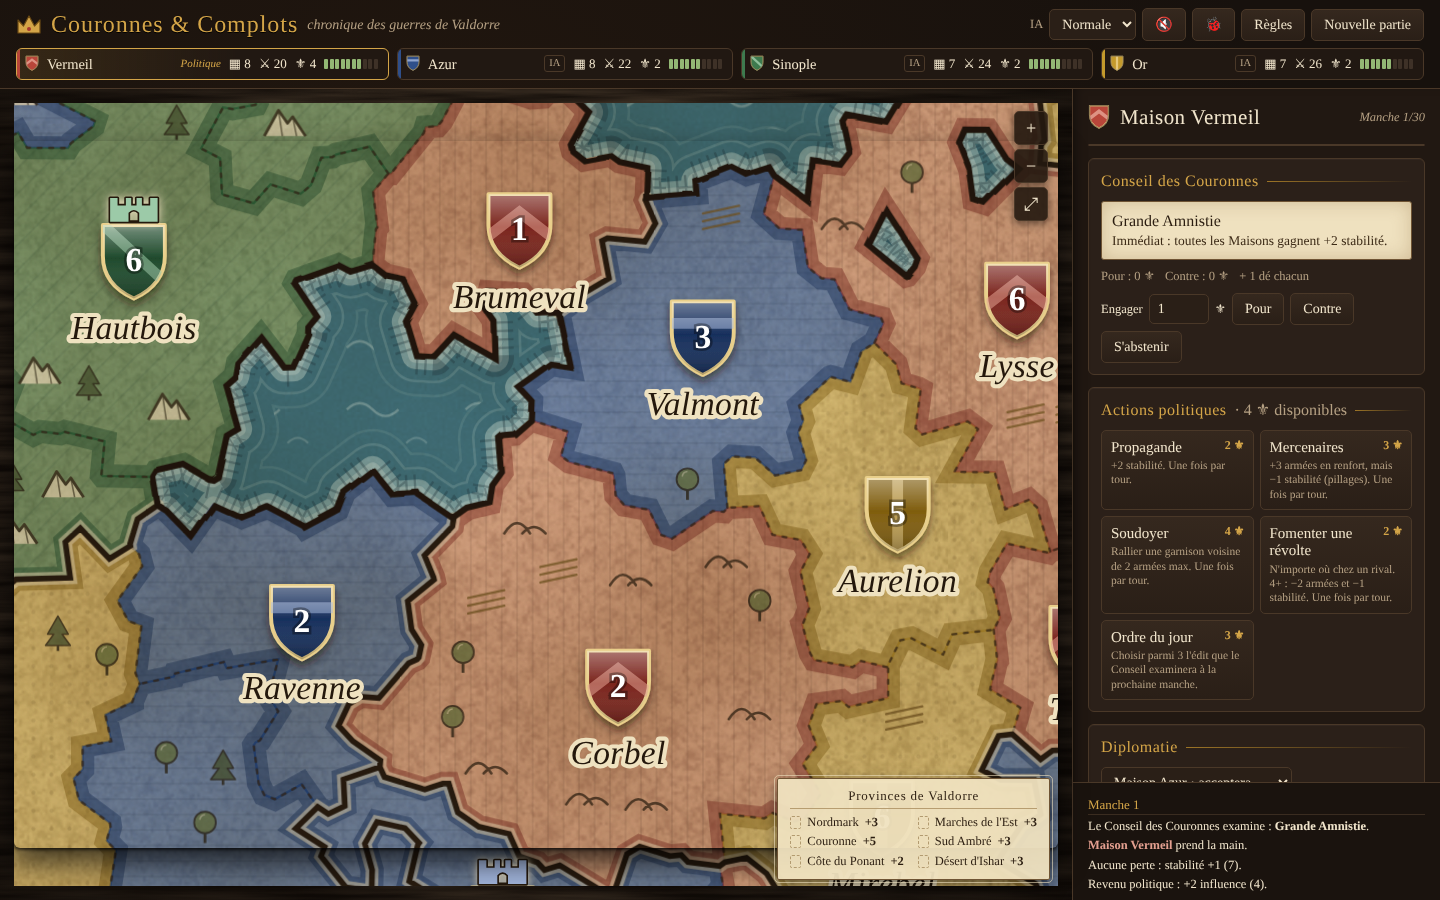 Couronnes & Complots chronique des guerres de Valdorre IA Normale Règles Nouvelle partie
Vermeil Politique 8 20 4 Azur IA 8 22 2 Sinople IA 7 24 2 Or IA 7 26 2
Maison Vermeil Manche 1/30
Conseil des Couronnes
Grande Amnistie
Immédiat : toutes les Maisons gagnent +2 stabilité.
Pour : 0 ⚜ Contre : 0 ⚜ + 1 dé chacun
Engager 1 ⚜ Pour Contre
S'abstenir
Actions politiques · 4 ⚜ disponibles
Propagande 2 ⚜
+2 stabilité. Une fois par
tour.
Mercenaires 3 ⚜
+3 armées en renfort, mais
−1 stabilité (pillages). Une
fois par tour.
Soudoyer 4 ⚜
Rallier une garnison voisine
de 2 armées max. Une fois
par tour.
Fomenter une 2 ⚜
révolte
N'importe où chez un rival.
4+ : −2 armées et −1
stabilité. Une fois par tour.
Ordre du jour 3 ⚜
Choisir parmi 3 l'édit que le
Conseil examinera à la
prochaine manche.
Diplomatie
Maison Azur : acceptera
Manche 1
Le Conseil des Couronnes examine : Grande Amnistie.
Maison Vermeil prend la main.
Aucune perte : stabilité +1 (7).
Revenu politique : +2 influence (4).
+
−
1
Brumeval
6
Hautbois
3
Valmont
6
Lysse
5
Aurelion
2
Ravenne
2
Corbel
Provinces de Valdorre
Nordmark +3 Marches de l'Est +3
Couronne +5 Sud Ambré +3
Côte du Ponant +2 Désert d'Ishar +3
Mirabel